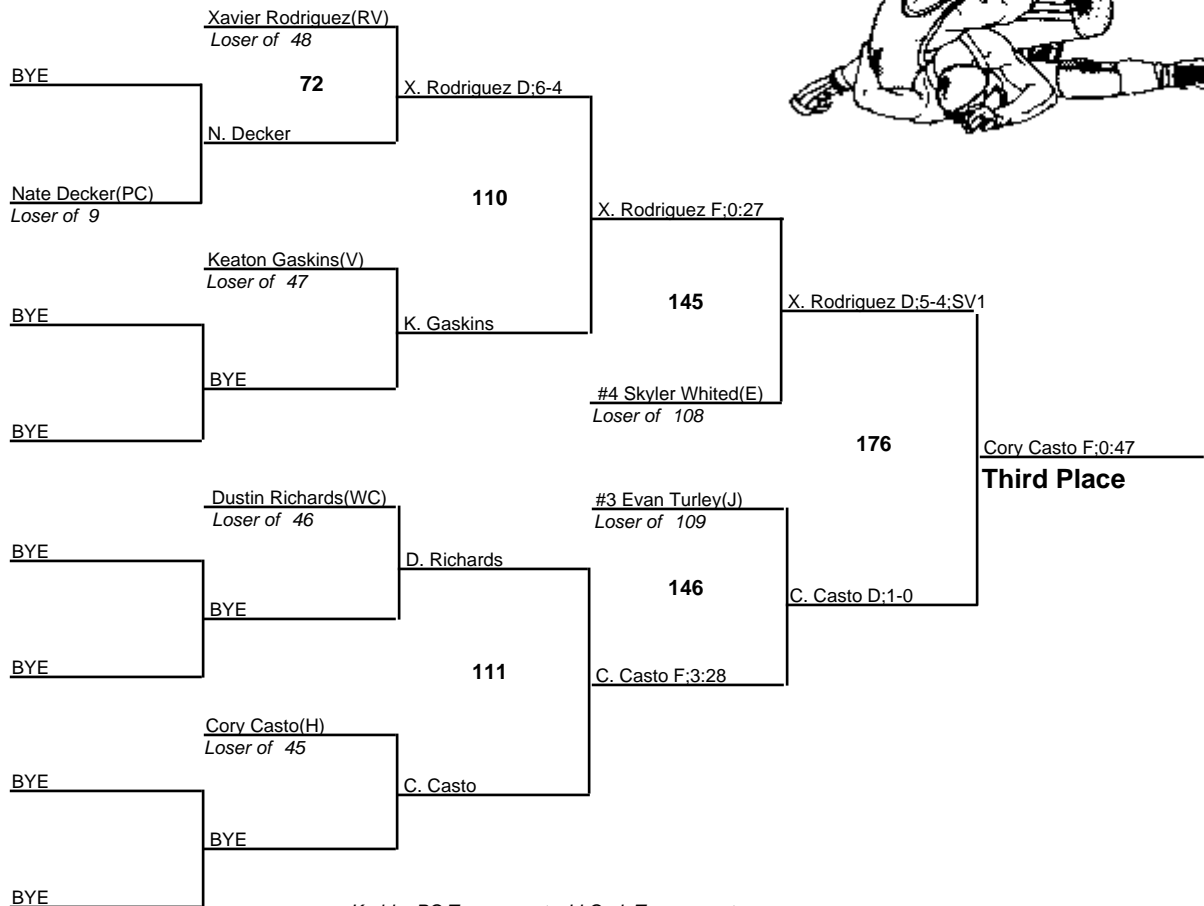 Xavier Rodriguez(RV)
Loser of 48
BYE
72
X. Rodriguez D;6-4
N. Decker
Nate Decker(PC)
Loser of 9
110
X. Rodriguez F;0:27
Keaton Gaskins(V)
Loser of 47
145
X. Rodriguez D;5-4;SV1
BYE
K. Gaskins
BYE
#4 Skyler Whited(E)
Loser of 108
BYE
176
Cory Casto F;0:47
Third Place
Dustin Richards(WC)
Loser of 46
#3 Evan Turley(J)
Loser of 109
BYE
D. Richards
146
C. Casto D;1-0
BYE
BYE
111
C. Casto F;3:28
Cory Casto(H)
Loser of 45
BYE
C. Casto
BYE
BYE